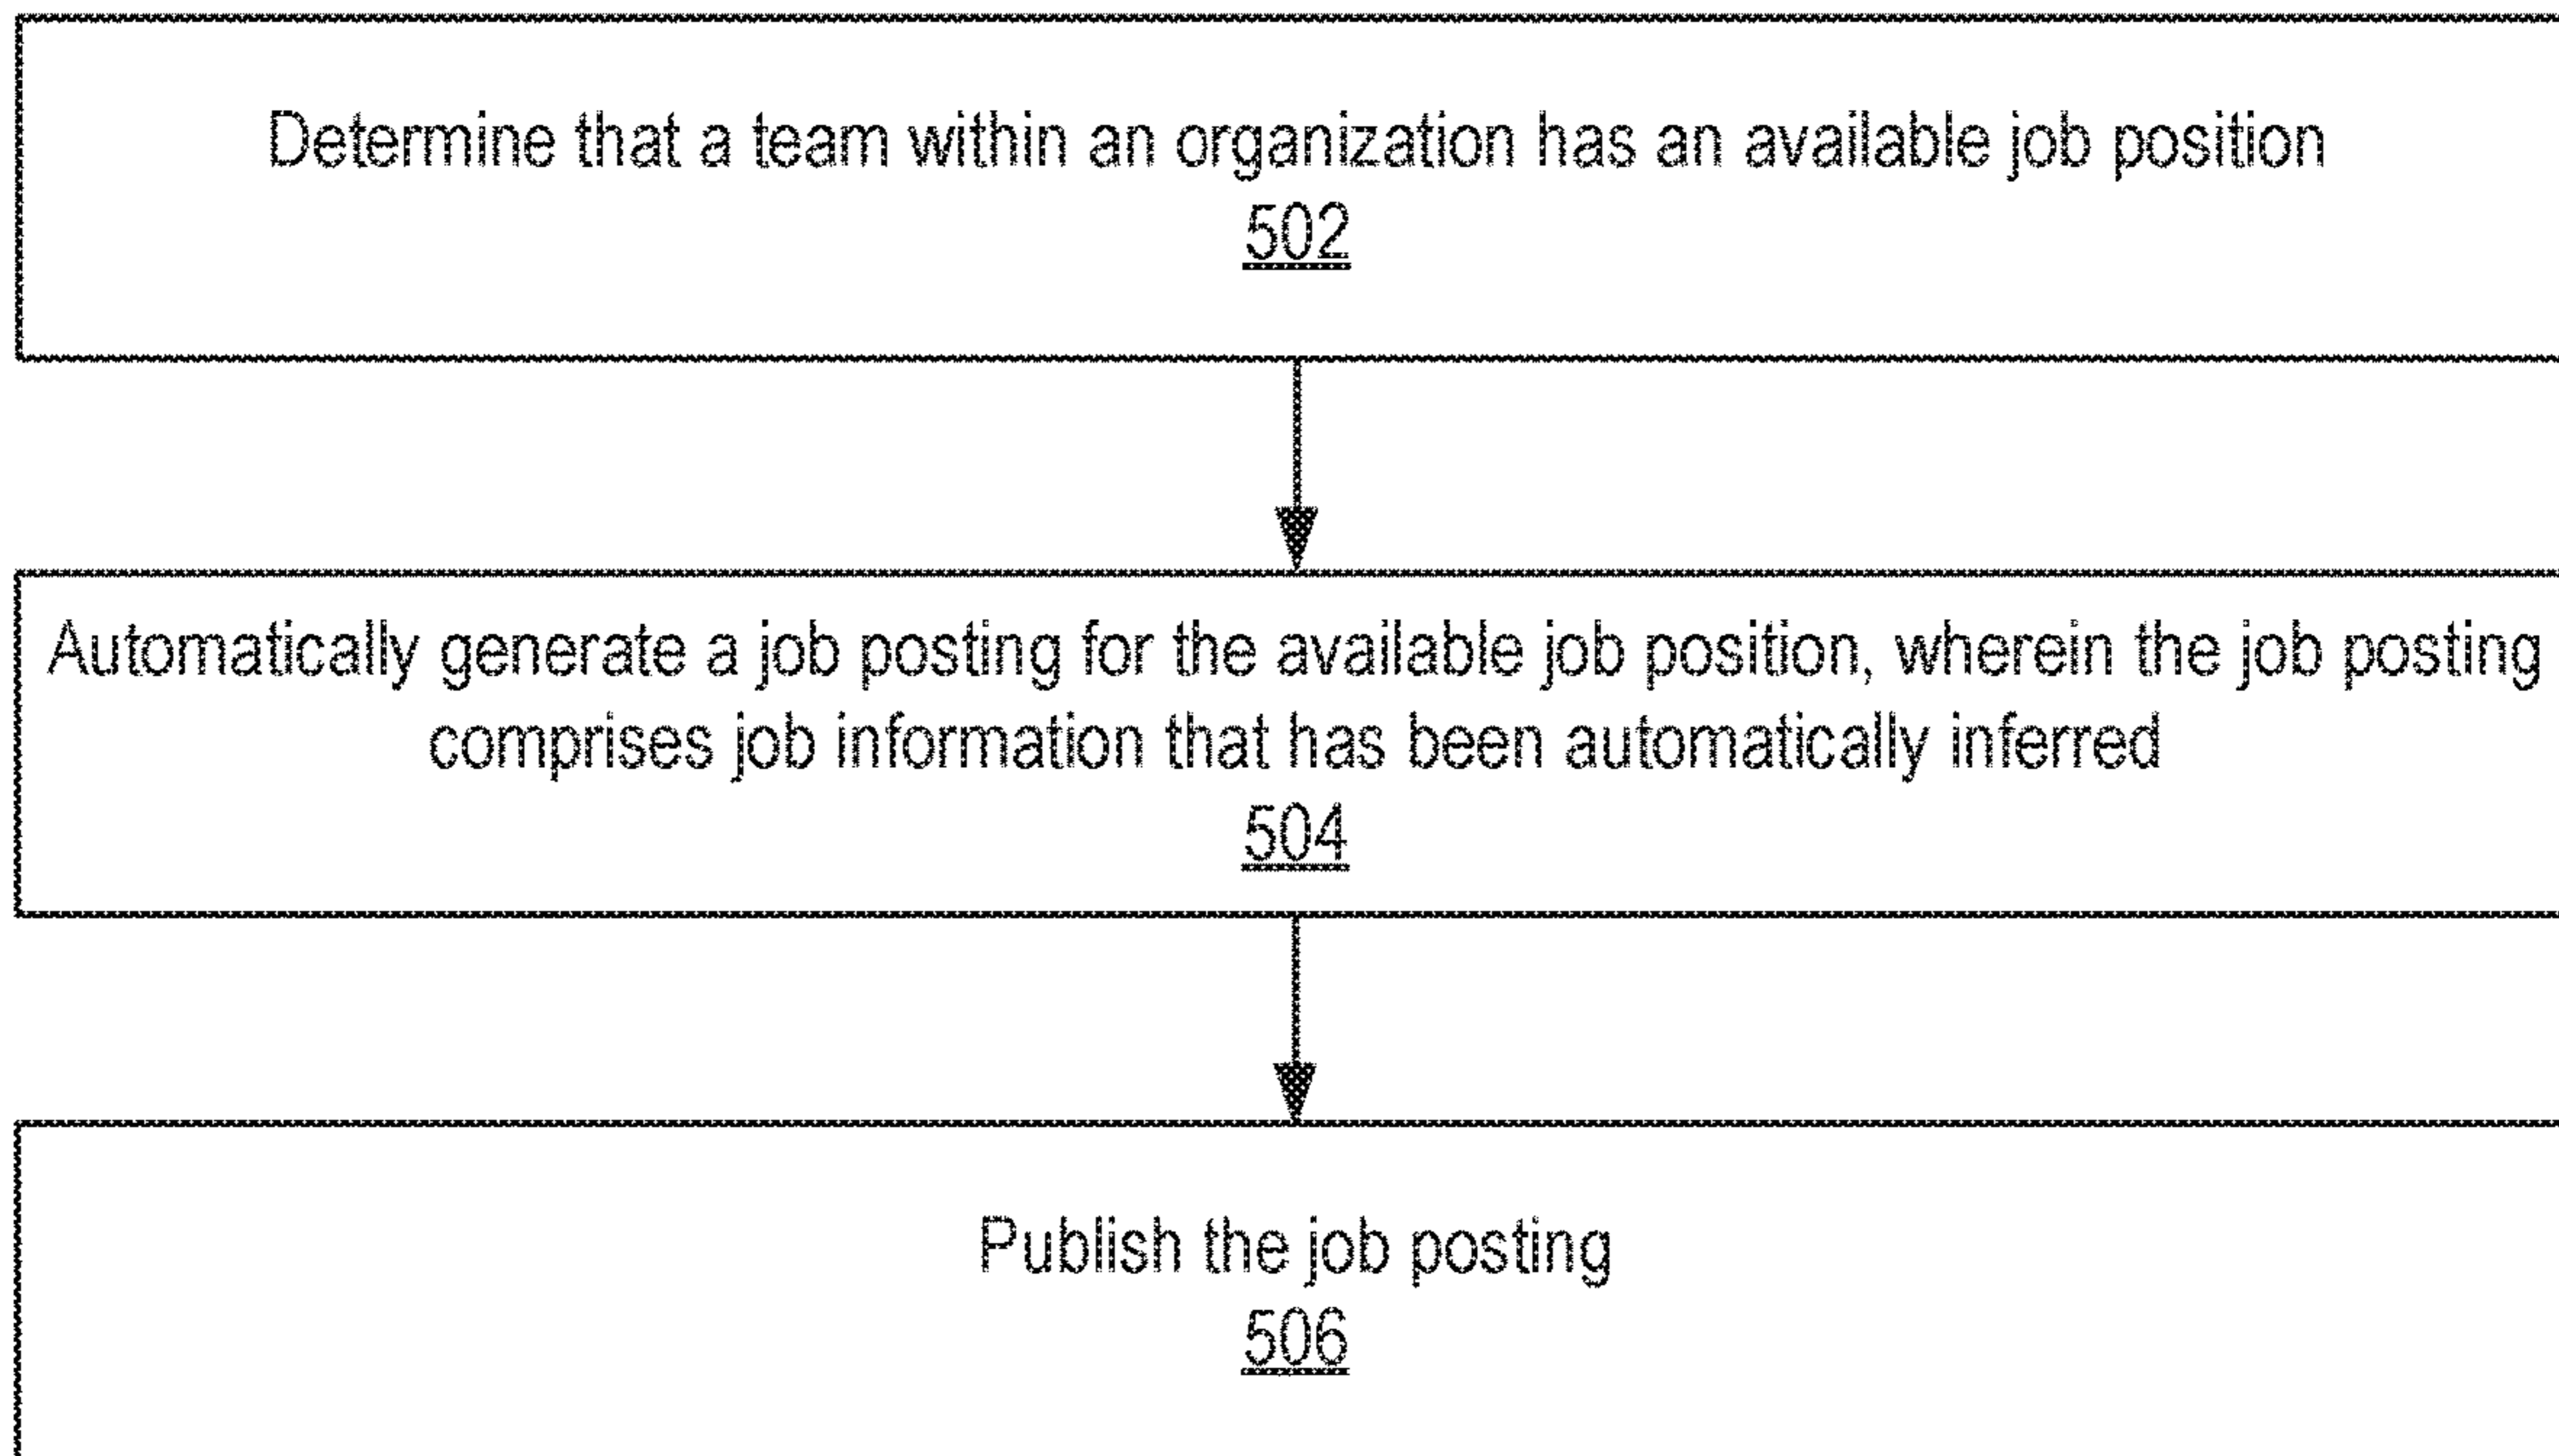 Determine that a team within an organization has an available job position
502
Automatically generate a job posting for the available job position, wherein the job posting
comprises job information that has been automatically inferred
504
Publish the job posting
506